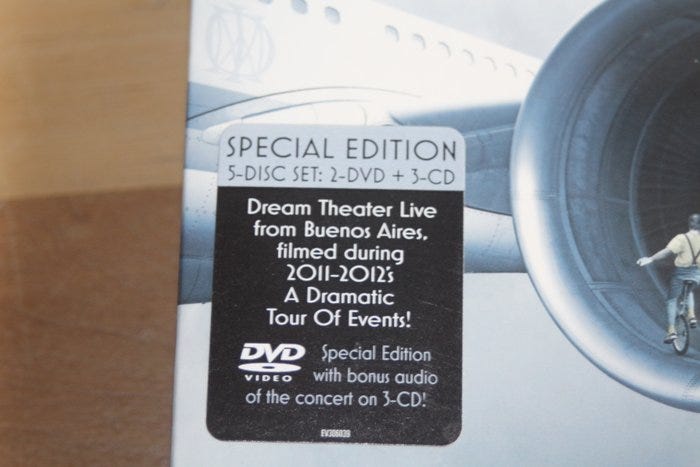 SPECIAL EDITION
5-DISC SET: 2-DVD + 3-CD
Dream Theater Live
from Buenos Aires,
filmed during
2011-2012's
A Dramatic
Tour Of Events!
DVD
VIDEO
Special Edition
with bonus audio
of the concert on 3-CD!
EV306039